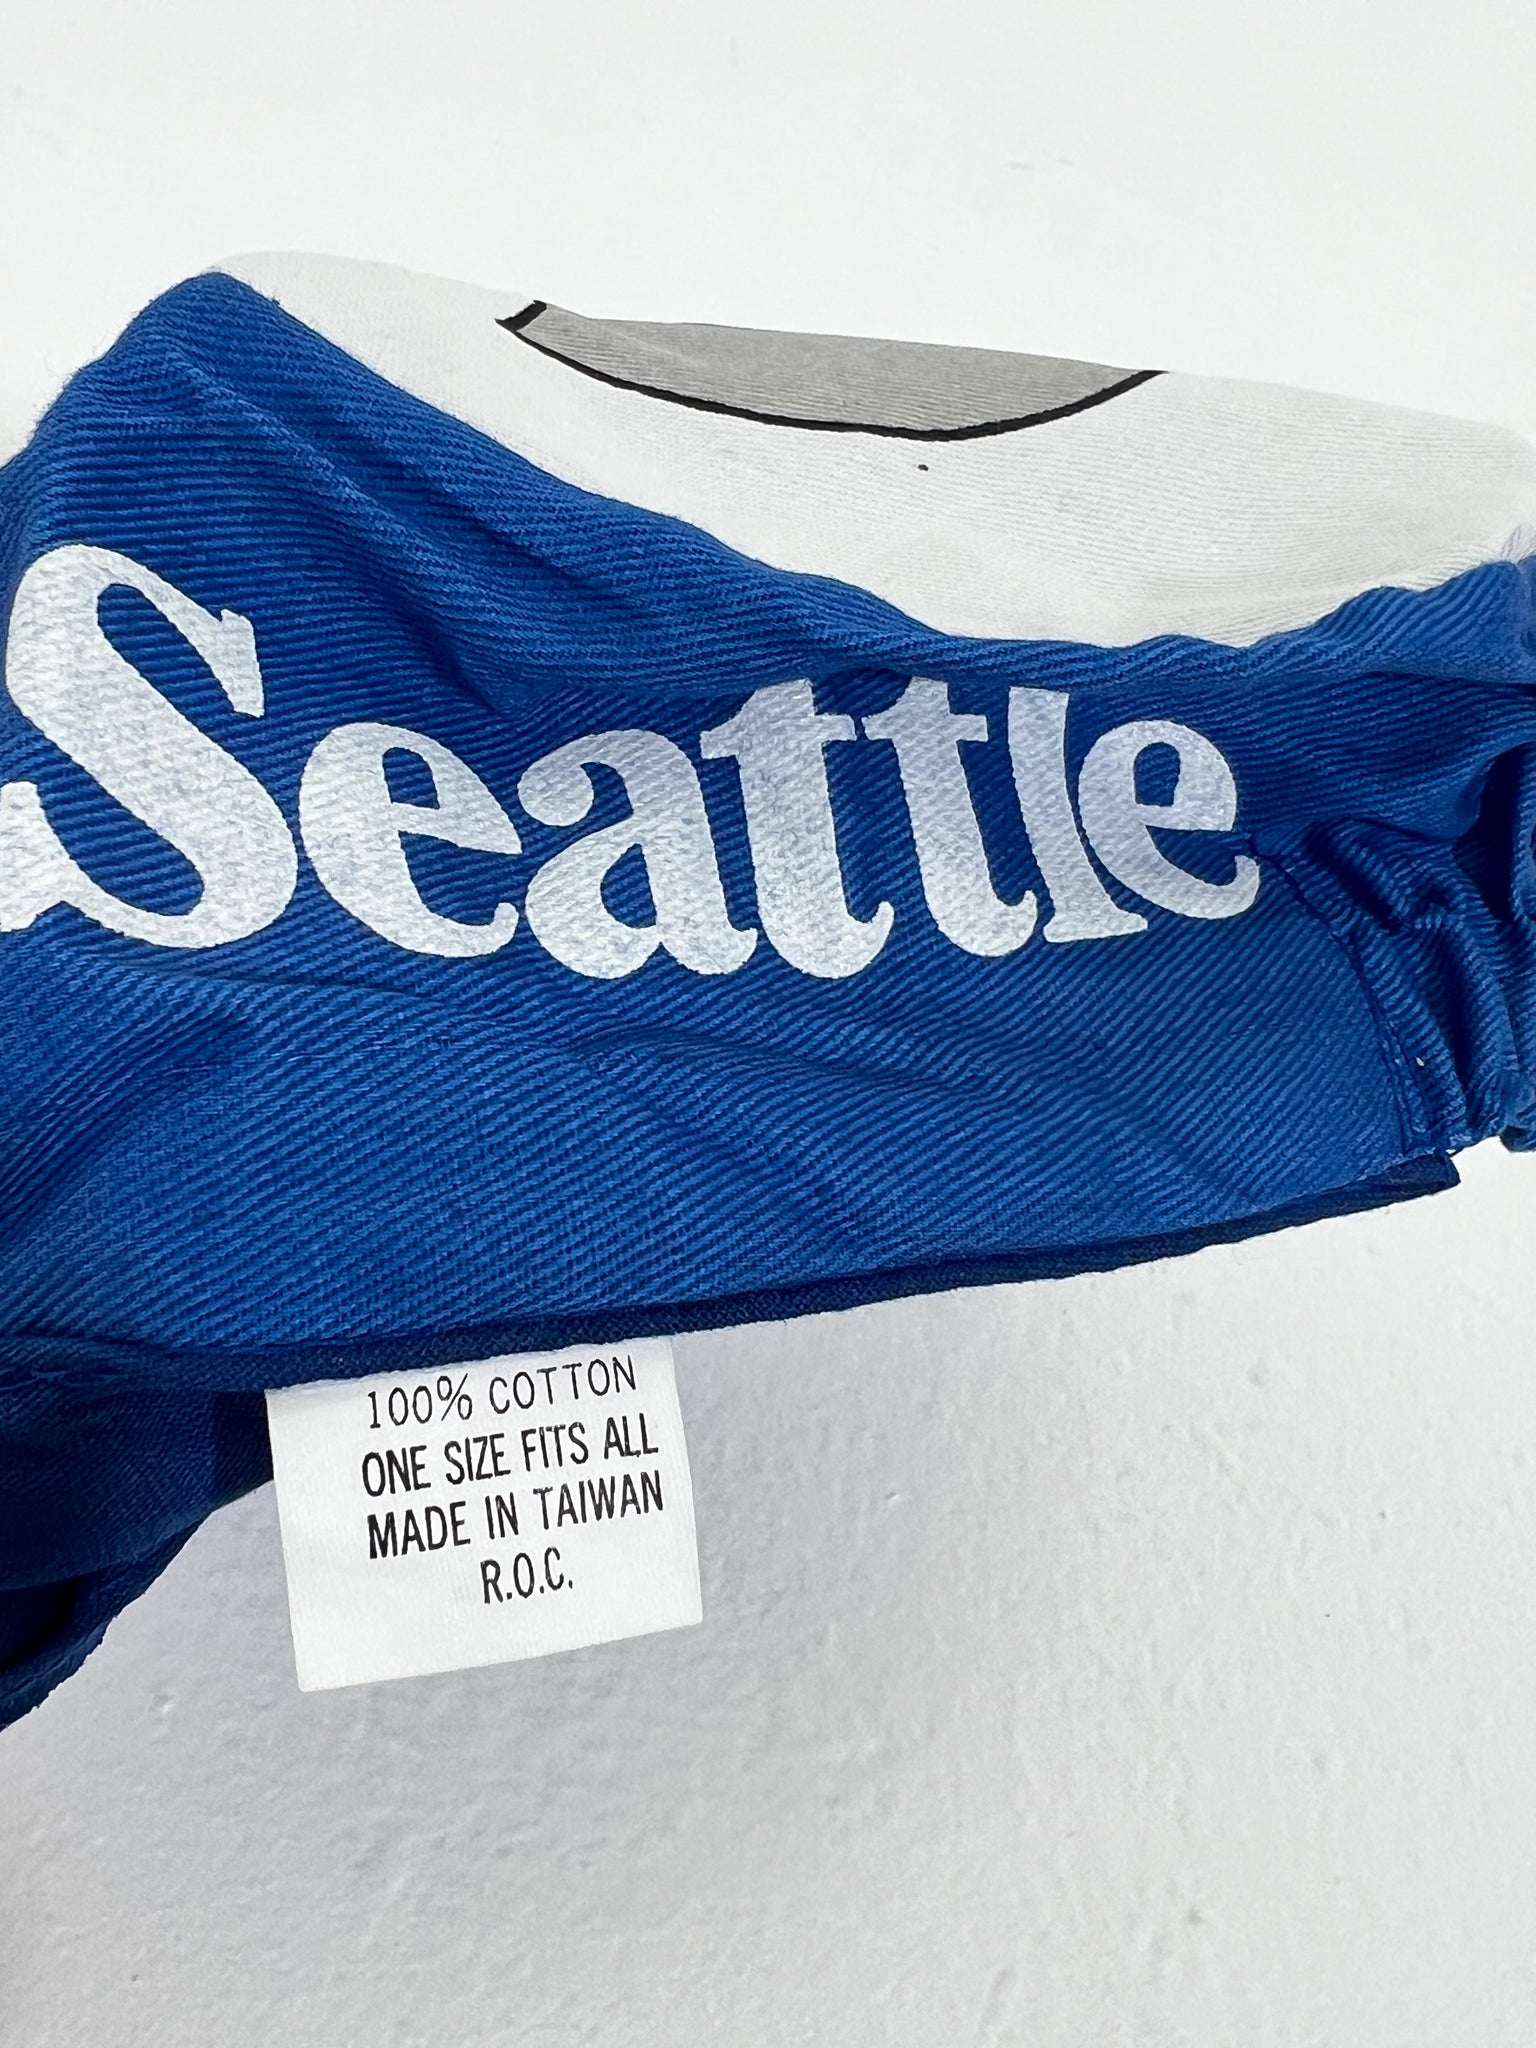 Seattle
100% COTTON
ONE SIZE FITS ALL
MADE IN TAIWAN
R.O.C.